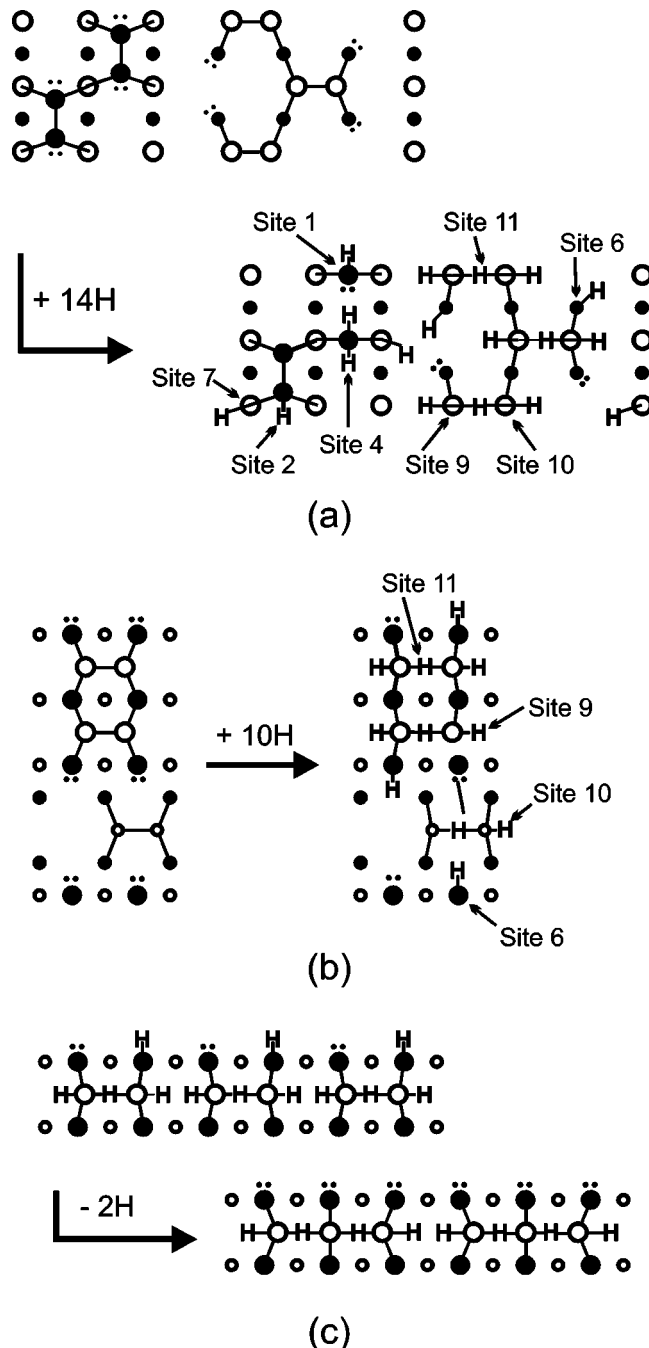 Site 1
Site 11
Site 6
+ 14H
H
H H H
H
H
H
H
H H H
H
Site 7
H
H H H
H
H
Site 2
Site 4
Site 9
Site 10
(a)
Site 11
H
H H H
Site 9
+ 10H
H H H
H
Site 10
H H
H
Site 6
(b)
H H H
H H H H H H H H H
- 2H
H H H H H H H H
(c)